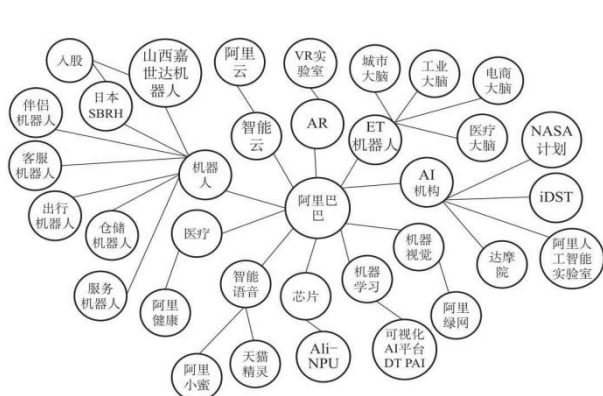 入股
山西嘉
世达机
器人
阿里
云
VR实
验室
城市
大脑
工业
大脑
电商
大脑
伴侣
机器人
日本
SBRH
智能
云
AR
ET
机器人
医疗
大脑
NASA
计划
客服
机器人
机器
人
阿里巴
巴
AI
机构
iDST
出行
机器人
仓储
机器人
医疗
机器
视觉
达摩
院
阿里人
工智能
实验室
服务
机器人
阿里
健康
智能
语音
芯片
机器
学习
阿里
绿网
阿里
小蜜
天猫
精灵
Ali-
NPU
可视化
AI平台
DT PAI